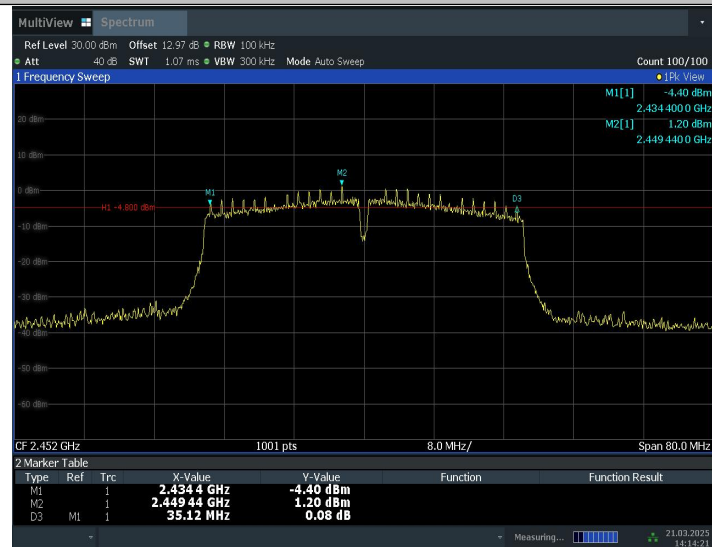 MultiView Spectrum
Ref Level 30.00 dBm Offset 12.97 dB RBW 100 kHz
Att 40 dB SWT 1.07 ms VBW 300 kHz Mode Auto Sweep Count 100/100
1 Frequency Sweep 1Pk View
M1[1] -4.40 dBm
2.434 400 0 GHz
M2[1] 1.20 dBm
2.449 440 0 GHz
20 dBm
10 dBm
M2
0 dBm
M1
D3
H1 -4.800 dBm
-10 dBm
-20 dBm
-30 dBm
-40 dBm
-50 dBm
-60 dBm
CF 2.452 GHz 1001 pts 8.0 MHz/ Span 80.0 MHz
2 Marker Table
Type Ref Trc X-Value Y-Value Function Function Result
M1 1 2.434 4 GHz -4.40 dBm
M2 1 2.449 44 GHz 1.20 dBm
D3 M1 1 35.12 MHz 0.08 dB
Measuring... 21.03.2025
14:14:21